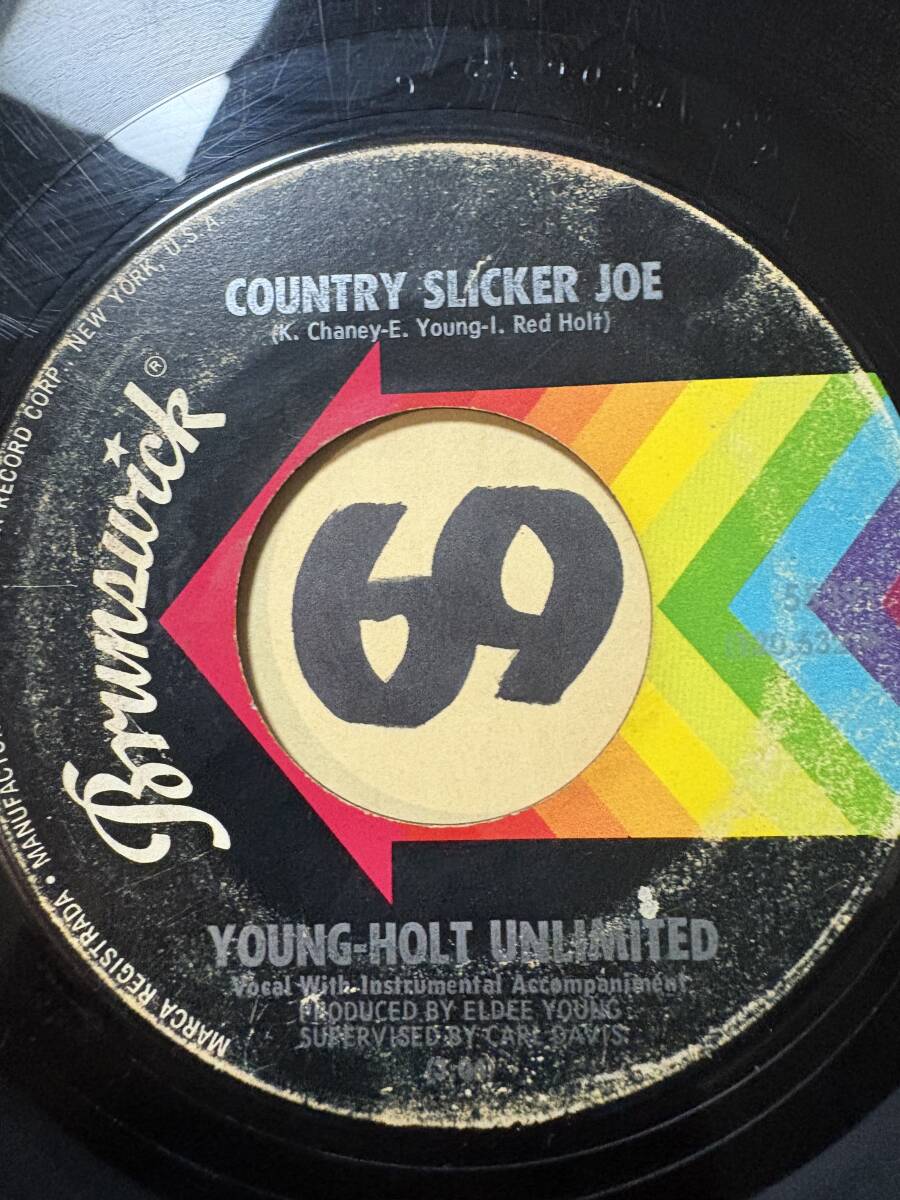 COUNTRY SLICKER JOE
(K. Chaney-E. Young-I. Red Holt)
Brunswick®
69
YOUNG-HOLT UNLIMITED
Vocal With Instrumental Accompaniment
PRODUCED BY ELDEE YOUNG
SUPERVISED BY CARL DAVIS
MARCA REGISTRADA • MANUFACTU
RECORD CORP., NEW YORK, U.S.A